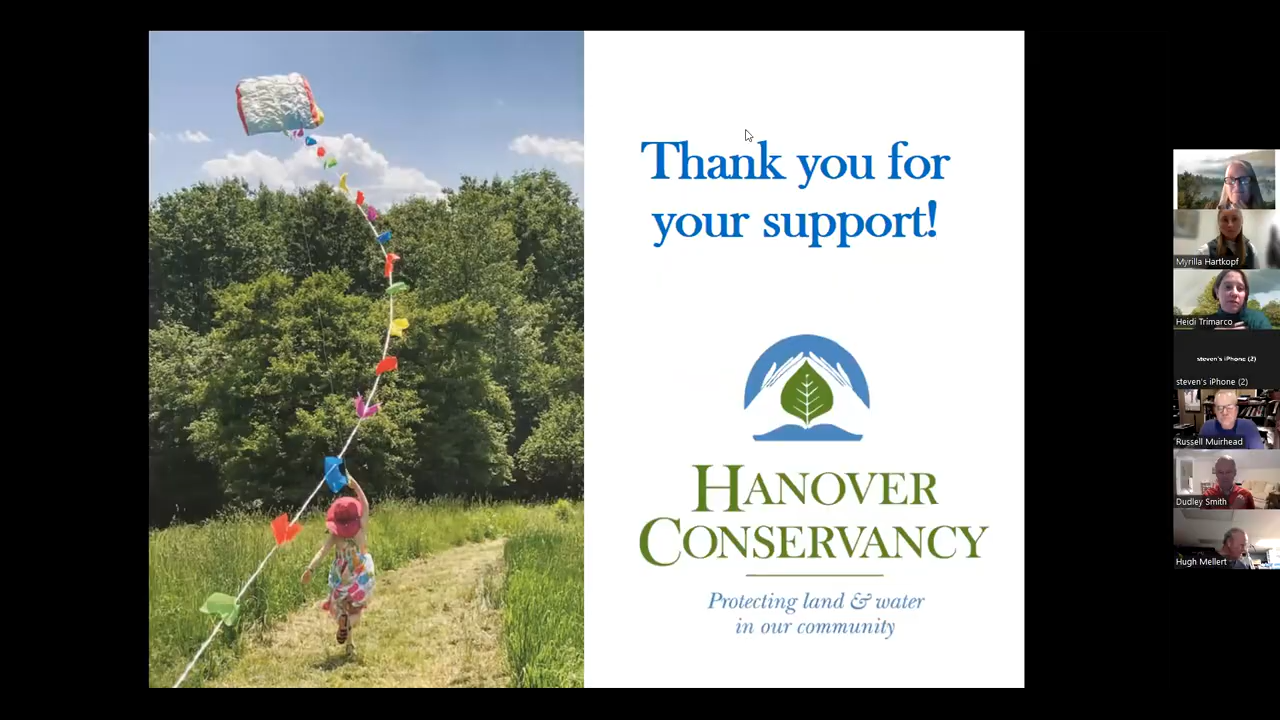 Thank you for
your support!
HANOVER
CONSERVANCY
Protecting land & water
in our community
Myrilla Hartkopf
Heidi Trimarco
steven's iPhone (2)
steven's iPhone (2)
Russell Muirhead
Dudley Smith
Hugh Mellert